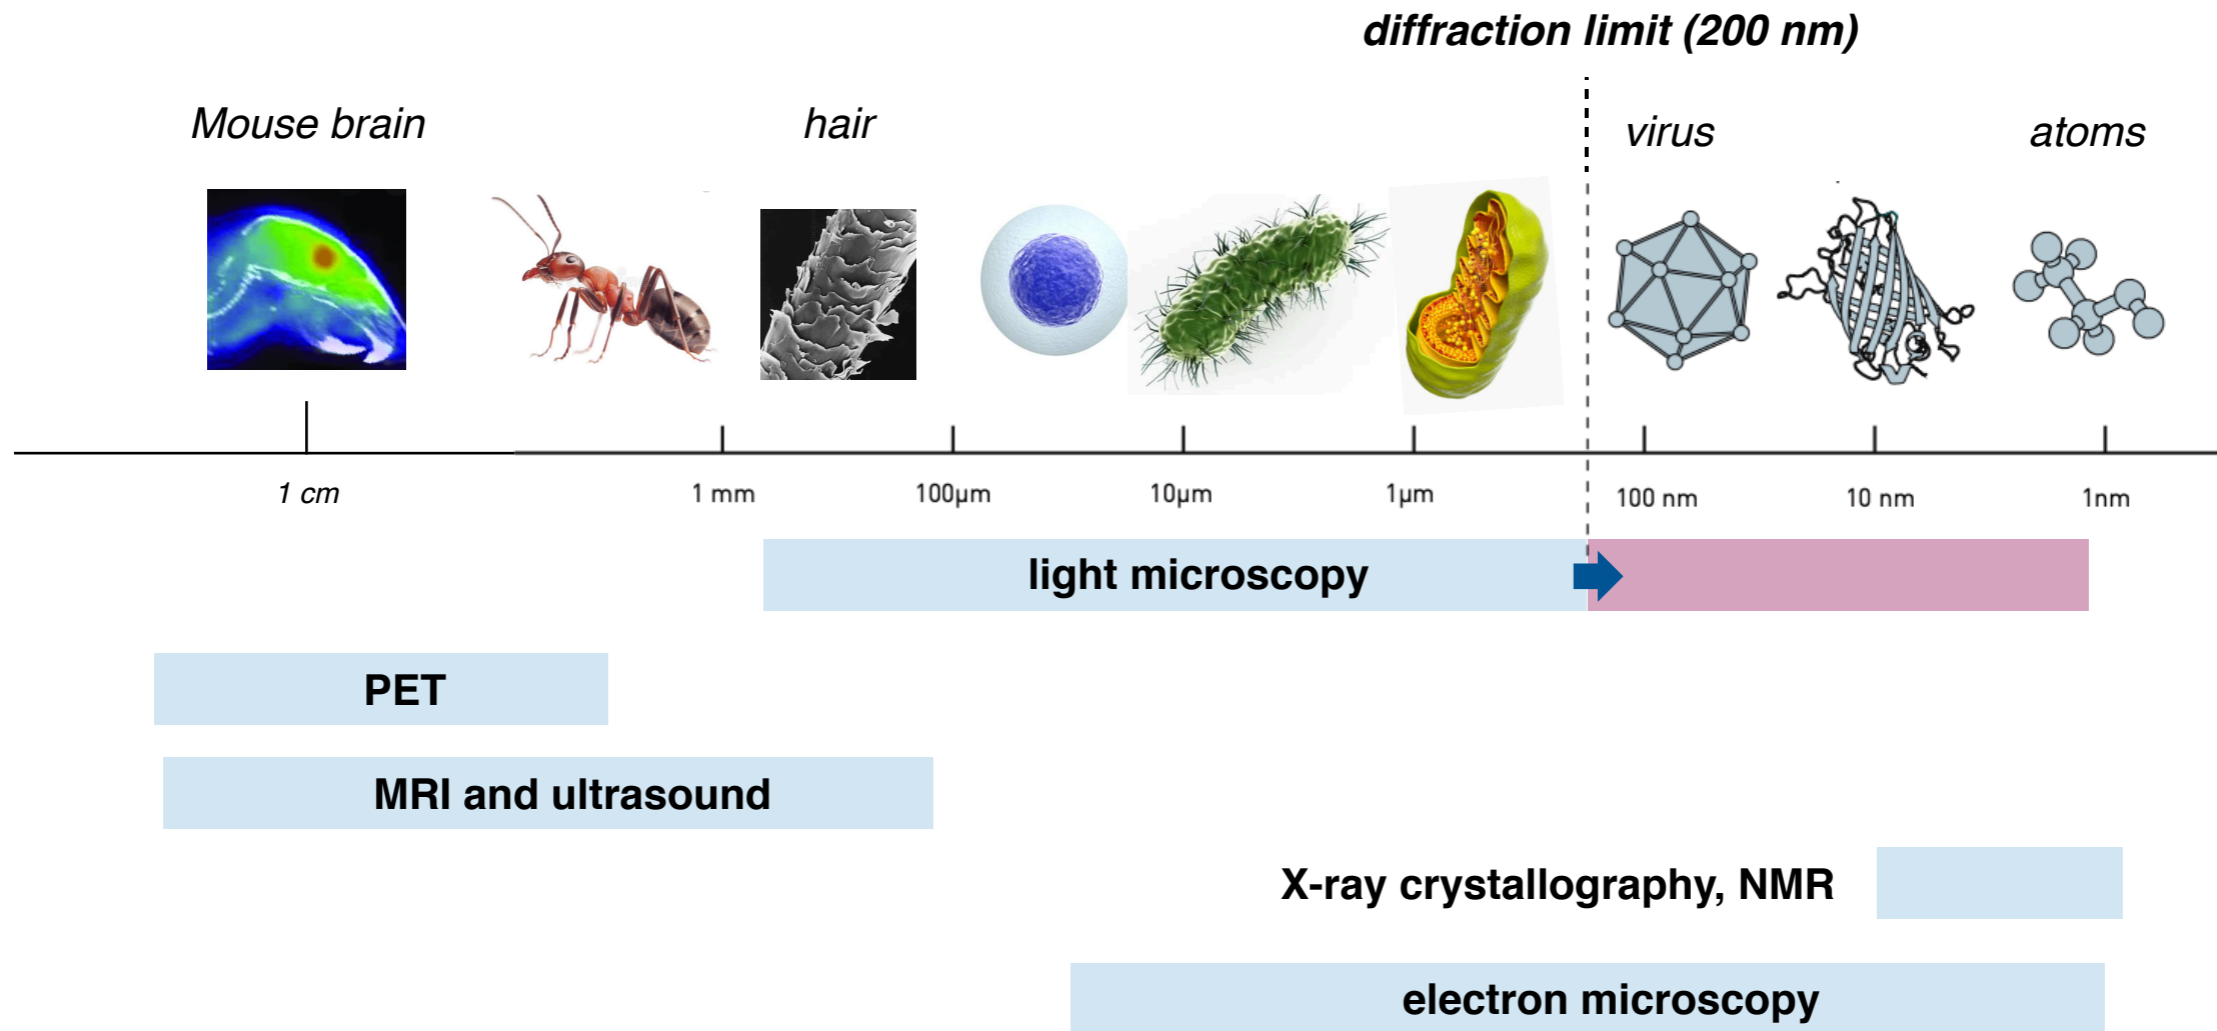 diffraction limit (200 nm)
Mouse brain
hair
virus
atoms
1 cm
1 mm
100µm
10µm
1µm
100 nm
10 nm
1nm
light microscopy
PET
MRI and ultrasound
X-ray crystallography, NMR
electron microscopy